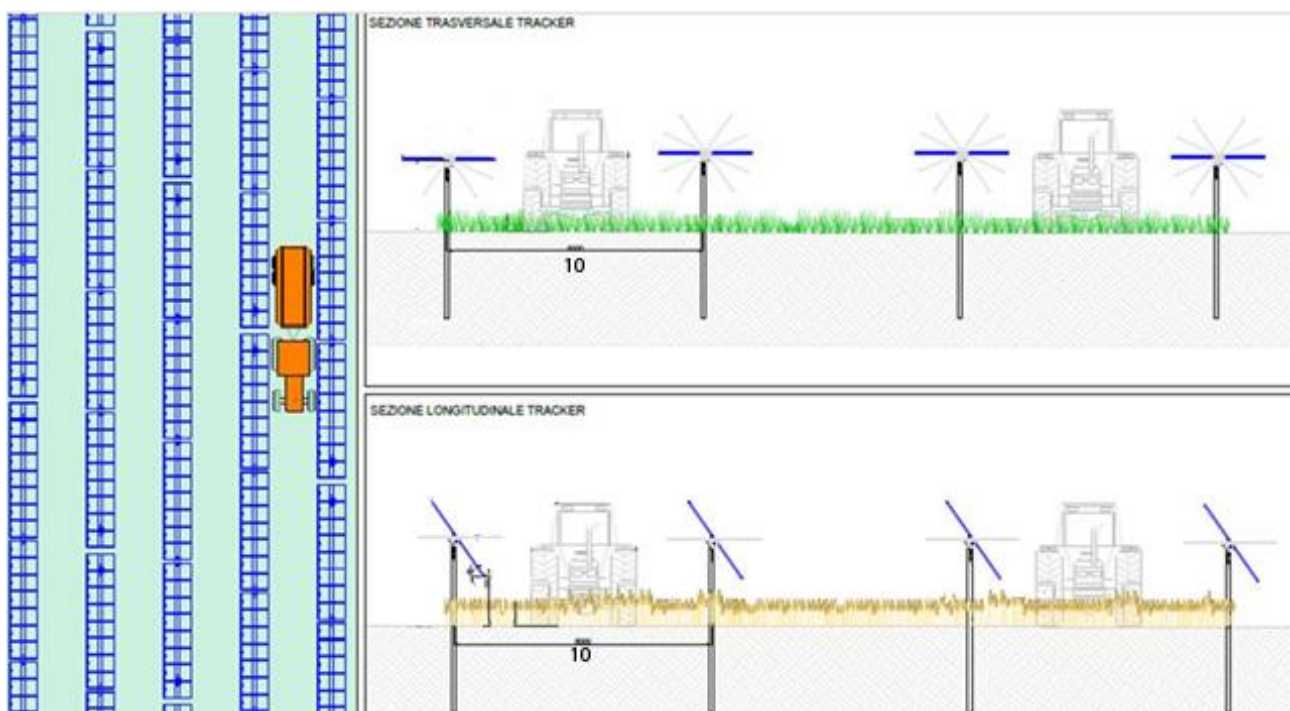 SEZIONE TRASVERSALE TRACKER
10
SEZIONE LONGITUDINALE TRACKER
10